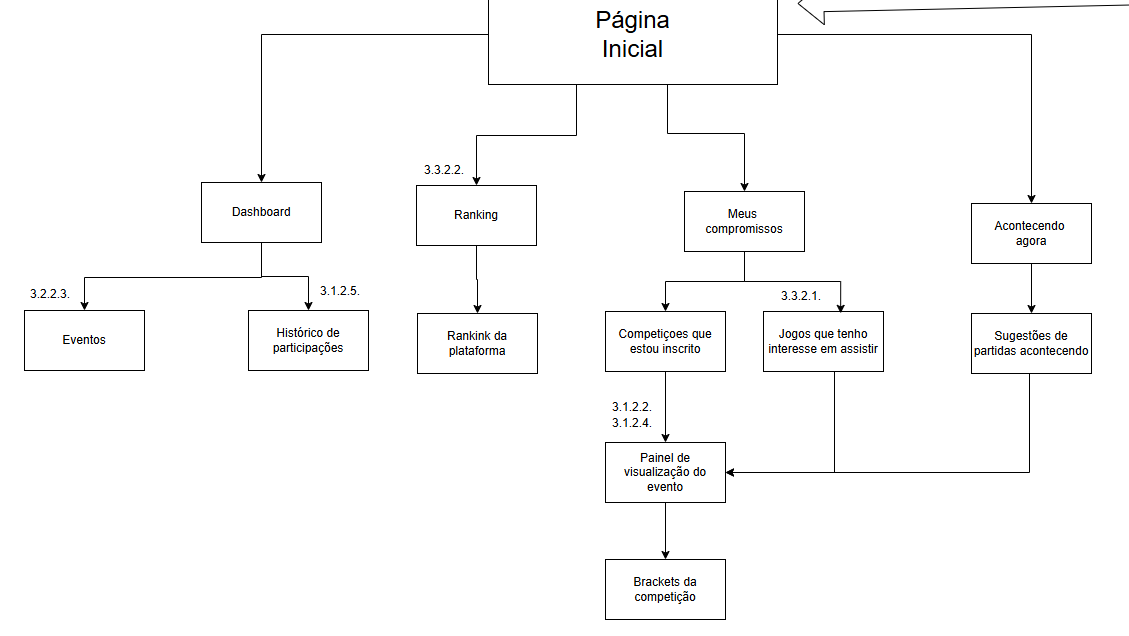 Página
Inicial
3.3.2.2.
Dashboard
Ranking
Meus
compromissos
Acontecendo
agora
3.2.2.3.
3.1.2.5.
3.3.2.1.
Eventos
Histórico de
participações
Rankink da
plataforma
Competiçoes que
estou inscrito
Jogos que tenho
interesse em assistir
Sugestões de
partidas acontecendo
3.1.2.2.
3.1.2.4.
Painel de
visualização do
evento
Brackets da
competição